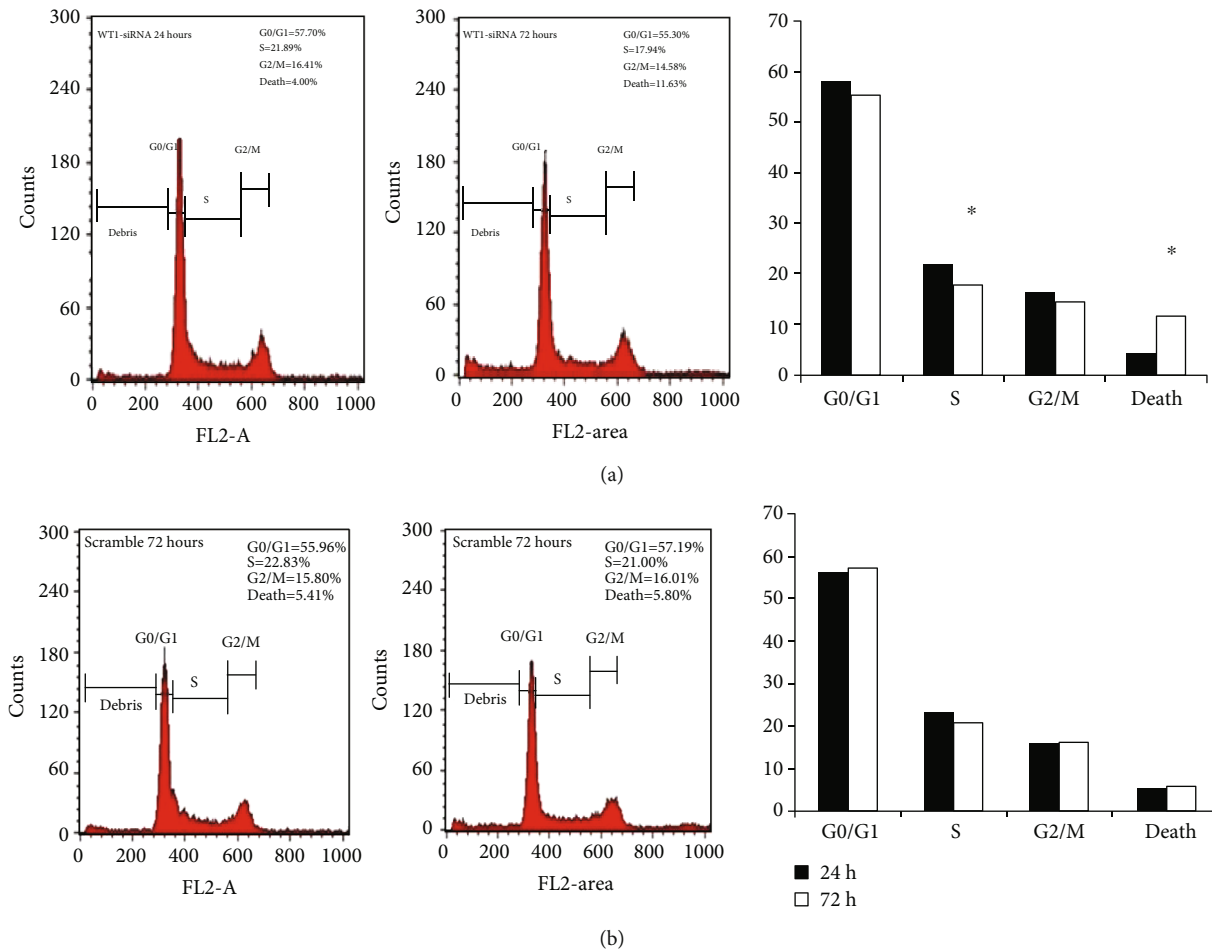 300
240
180
120
60
0
Counts
WT1-siRNA 24 hours
G0/G1=57.70%
S=21.89%
G2/M=16.41%
Death=4.00%
G0/G1
G2/M
S
Debris
0 200 400 600 800 1000
FL2-A
300
240
180
120
60
0
Counts
WT1-siRNA 72 hours
G0/G1=55.30%
S=17.94%
G2/M=14.58%
Death=11.63%
G0/G1
G2/M
S
Debris
0 200 400 600 800 1000
FL2-area
70
60
50
40
30
20
10
0
*
*
G0/G1 S G2/M Death
(a)
300
240
180
120
60
0
Counts
Scramble 72 hours
G0/G1=55.96%
S=22.83%
G2/M=15.80%
Death=5.41%
G0/G1
G2/M
S
Debris
0 200 400 600 800 1000
FL2-A
300
240
180
120
60
0
Counts
Scramble 72 hours
G0/G1=57.19%
S=21.00%
G2/M=16.01%
Death=5.80%
G0/G1
G2/M
S
Debris
0 200 400 600 800 1000
FL2-area
70
60
50
40
30
20
10
0
G0/G1 S G2/M Death
24 h
72 h
(b)